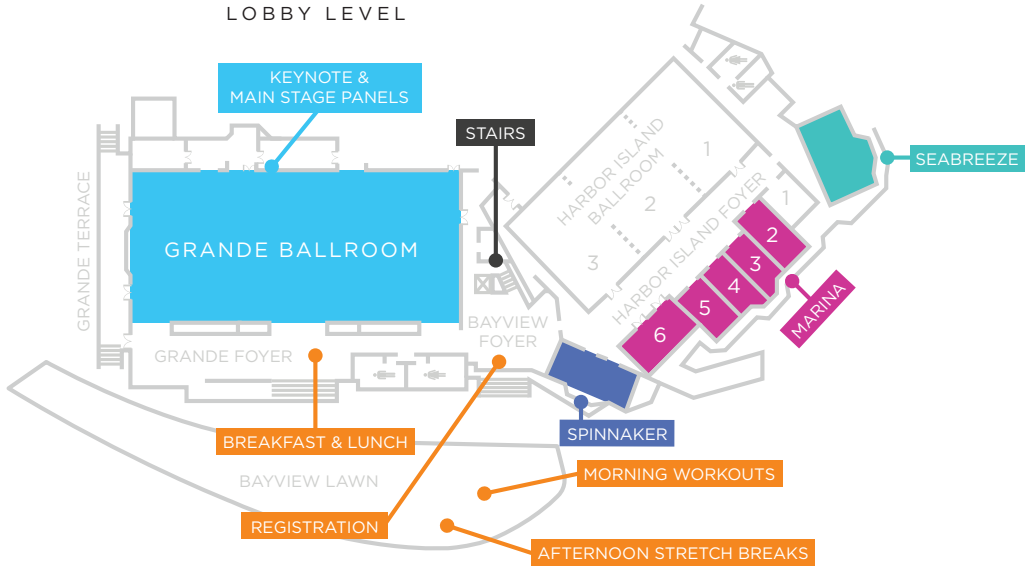 LOBBY LEVEL
KEYNOTE &
MAIN STAGE PANELS
STAIRS
SEABREEZE
GRANDE TERRACE
GRANDE BALLROOM
HARBOR ISLAND
BALLROOM
1
2
3
HARBOR ISLAND FOYER
1
2
3
4
5
6
MARINA
BAYVIEW
FOYER
GRANDE FOYER
SPINNAKER
BREAKFAST & LUNCH
BAYVIEW LAWN
MORNING WORKOUTS
REGISTRATION
AFTERNOON STRETCH BREAKS